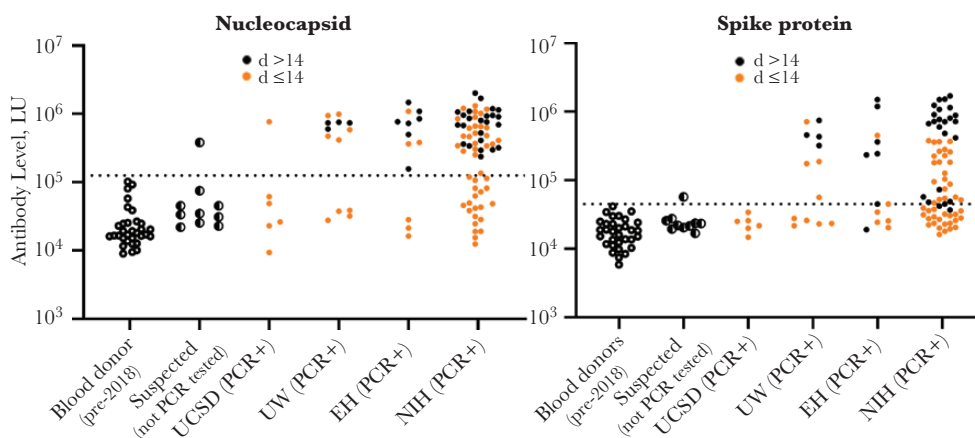 Nucleocapsid
10⁷
10⁶
10⁵
10⁴
10³
Antibody Level, LU
d >14
d ≤14
Blood donor
(pre-2018)
Suspected
(not PCR tested)
UCSD (PCR+)
UW (PCR+)
EH (PCR+)
NIH (PCR+)
Spike protein
10⁷
10⁶
10⁵
10⁴
10³
d >14
d ≤14
Blood donors
(pre-2018)
Suspected
(not PCR tested)
UCSD (PCR+)
UW (PCR+)
EH (PCR+)
NIH (PCR+)